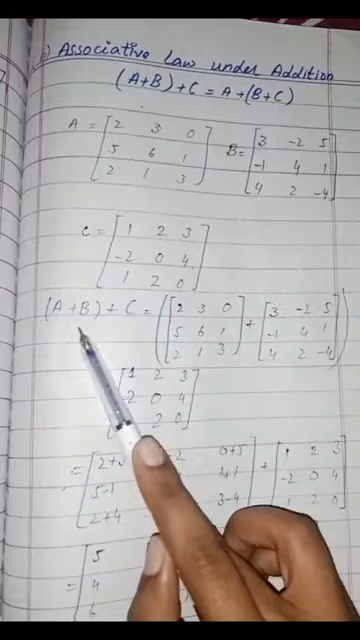 b) Associative Law under Addition
(A+B)+C = A+(B+C)
A = [2 3 0 B = [3 -2 5
5 6 1 -1 4 1
2 1 3] 4 2 -4]
C = [1 2 3
-2 0 4
1 2 0]
(A+B)+C = ([2 3 0 + [3 -2 5
5 6 1 -1 4 1
2 1 3] 4 2 -4])
1 2 3
2 0 4
2 0]
= [2+3 -2 0+5 + [1 2 3
5-1 1+1 -2 0 4
2+4 3-4] 1 2 0]
= [5
4
6